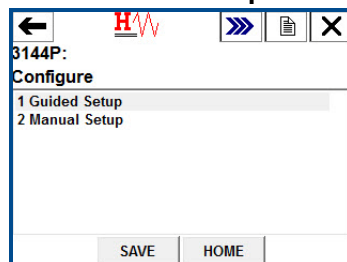 H
3144P:
Configure
1 Guided Setup
2 Manual Setup
SAVE HOME